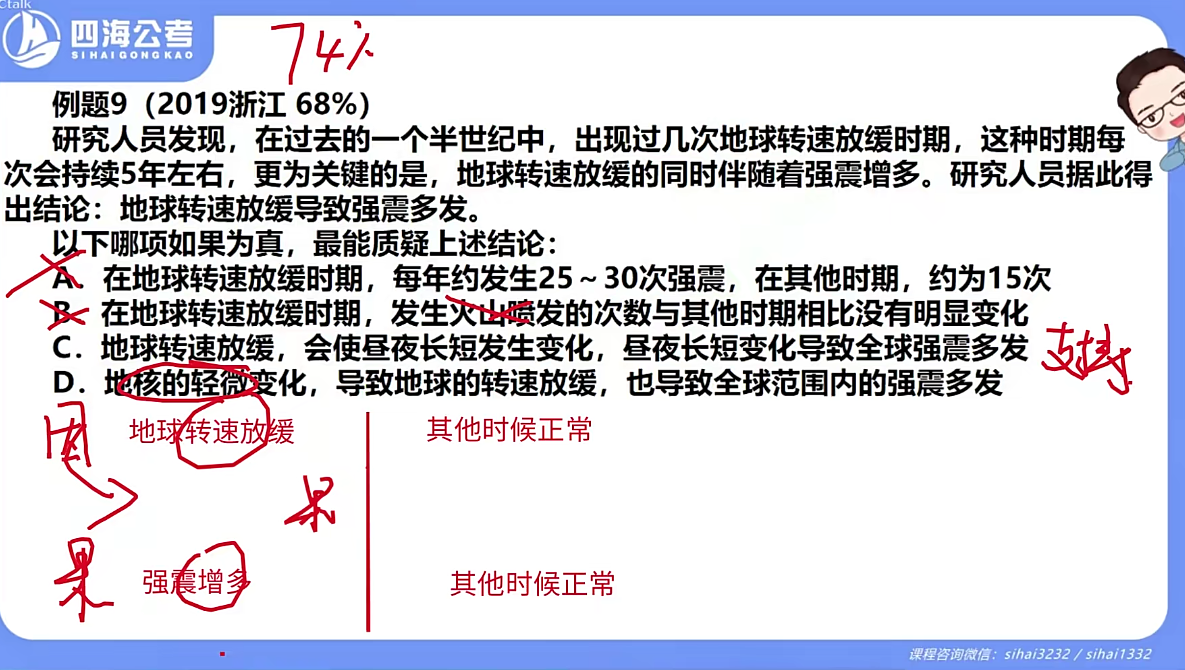 Ctalk
四海公考
SIHAIGONGKAO
74%
例题9（2019浙江 68%）
研究人员发现，在过去的一个半世纪中，出现过几次地球转速放缓时期，这种时期每
次会持续5年左右，更为关键的是，地球转速放缓的同时伴随着强震增多。研究人员据此得
出结论：地球转速放缓导致强震多发。
以下哪项如果为真，最能质疑上述结论：
A．在地球转速放缓时期，每年约发生25～30次强震，在其他时期，约为15次
B．在地球转速放缓时期，发生火山喷发的次数与其他时期相比没有明显变化
C．地球转速放缓，会使昼夜长短发生变化，昼夜长短变化导致全球强震多发
支持
D．地核的轻微变化，导致地球的转速放缓，也导致全球范围内的强震多发
因
地球转速放缓
其他时候正常
果
果
强震增多
其他时候正常
课程咨询微信：sihai3232 / sihai1332